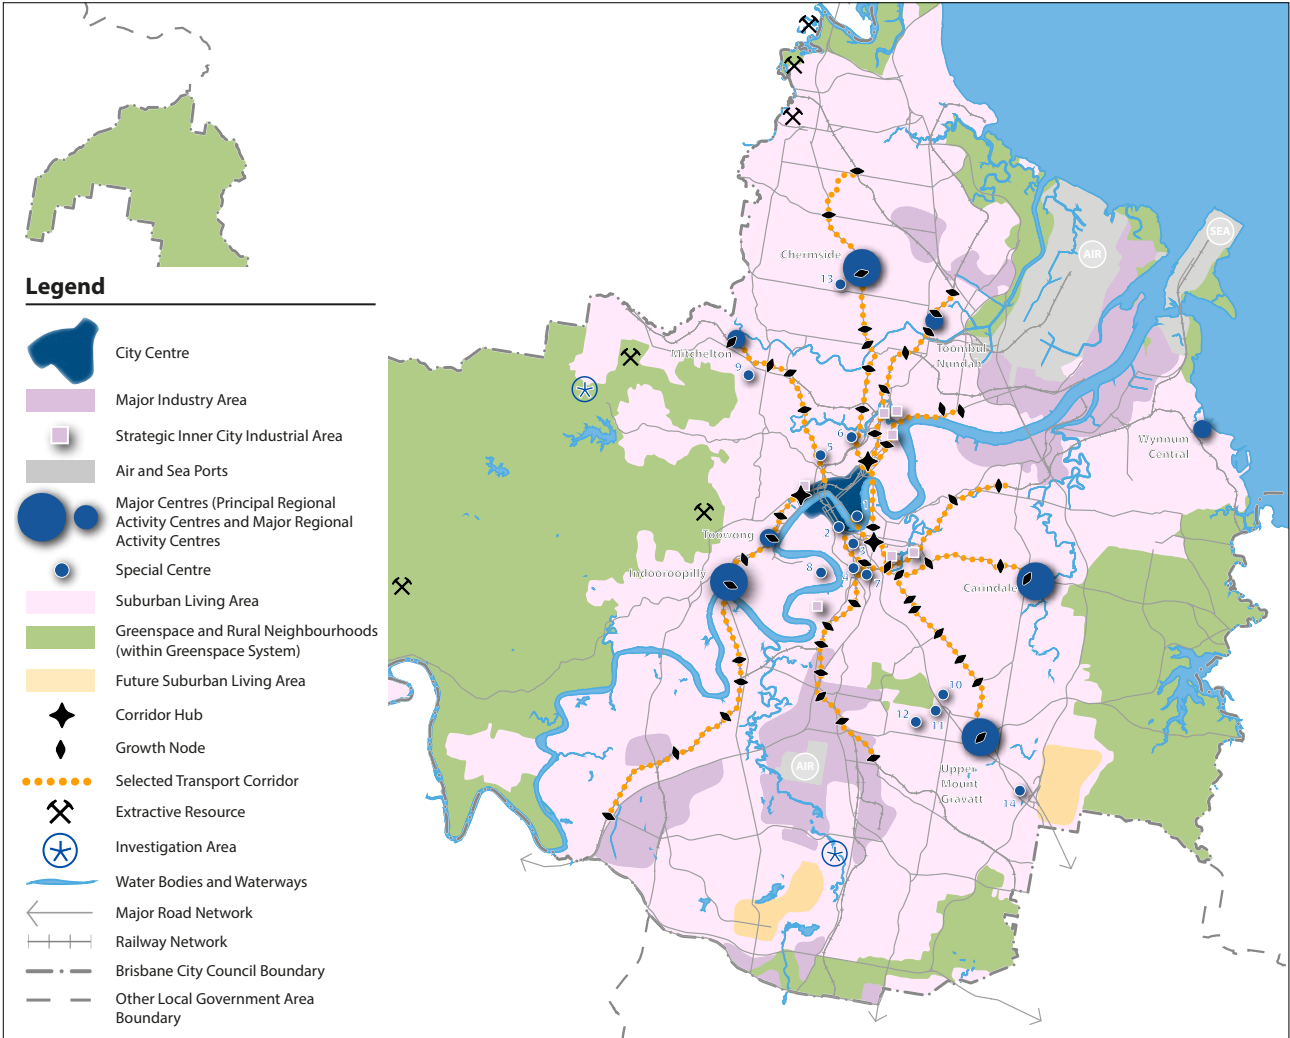 Legend
City Centre
Major Industry Area
Strategic Inner City Industrial Area
Air and Sea Ports
Major Centres (Principal Regional
Activity Centres and Major Regional
Activity Centres
Special Centre
Suburban Living Area
Greenspace and Rural Neighbourhoods
(within Greenspace System)
Future Suburban Living Area
Corridor Hub
Growth Node
Selected Transport Corridor
Extractive Resource
Investigation Area
Water Bodies and Waterways
Major Road Network
Railway Network
Brisbane City Council Boundary
Other Local Government Area
Boundary
SEA
AIR
Chermside
13
Mitchelton
9
Toombul
Nundah
6
5
Wynnum
Central
1
2
3
Toowong
Indooroopilly
8
4
7
Carindale
10
11
12
Upper
Mount
Gravatt
14
AIR